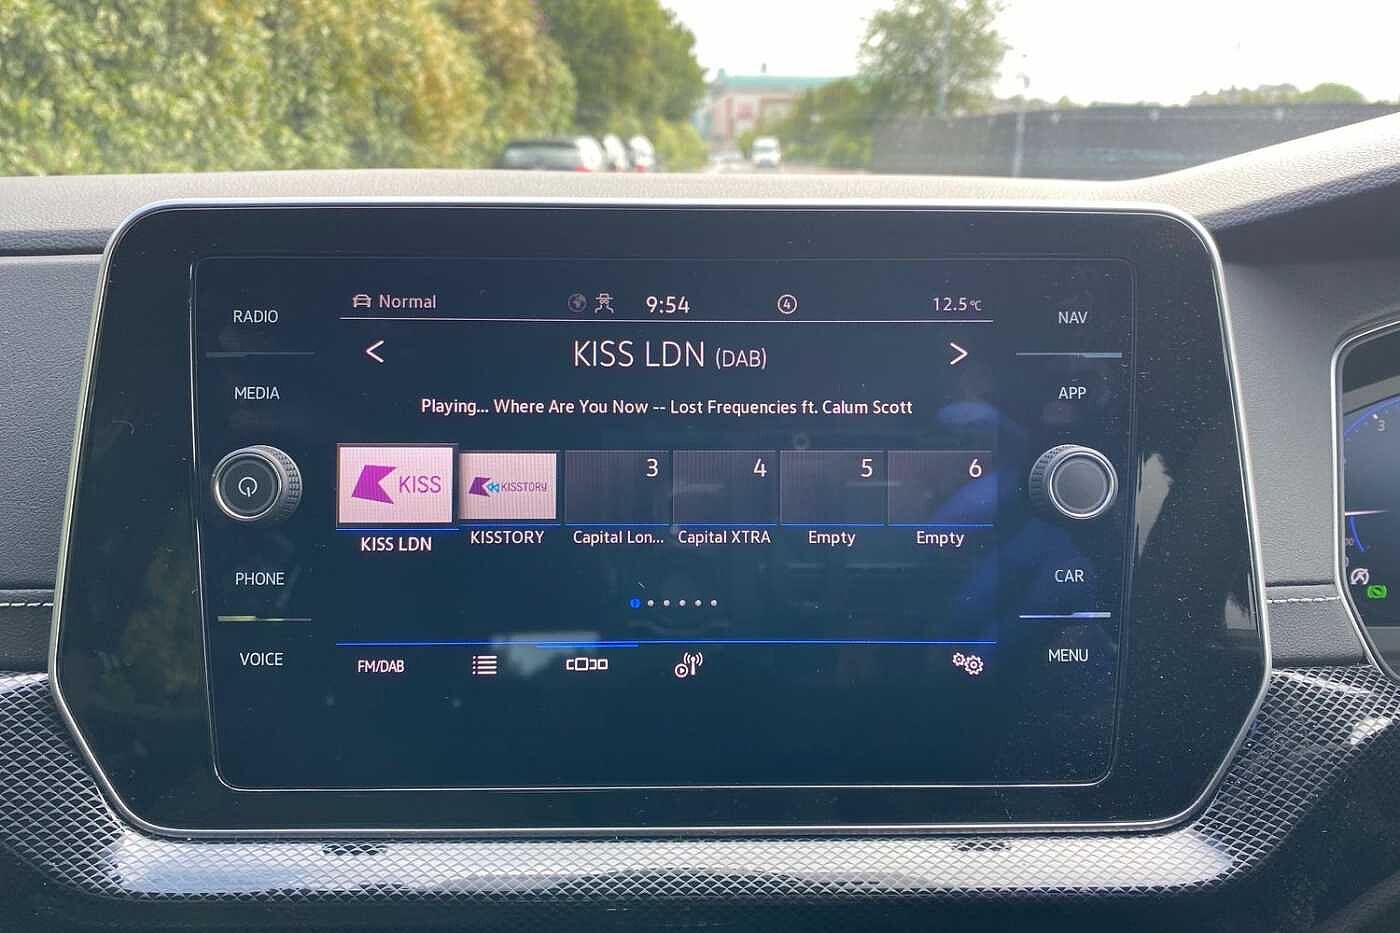 Normal
9:54
4
12.5°C
RADIO
NAV
< KISS LDN (DAB) >
MEDIA
APP
Playing... Where Are You Now -- Lost Frequencies ft. Calum Scott
KISS
KISSTORY
3
4
5
6
KISS LDN
KISSTORY
Capital Lon...
Capital XTRA
Empty
Empty
PHONE
CAR
VOICE
MENU
FM/DAB
3